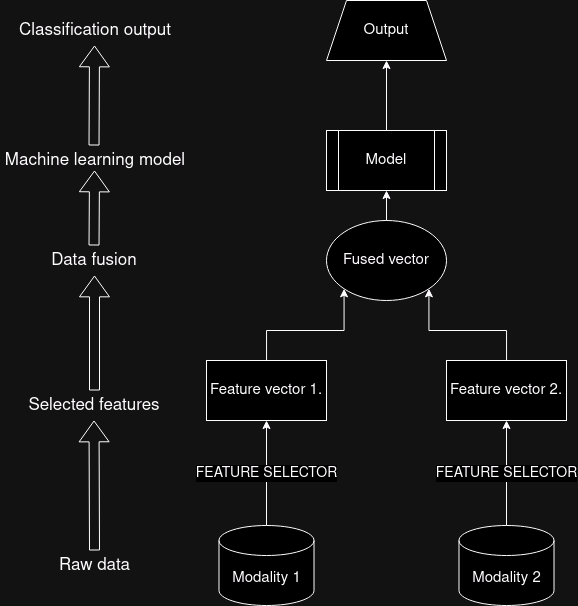 Classification output
Output
Machine learning model
Model
Data fusion
Fused vector
Selected features
Feature vector 1.
Feature vector 2.
FEATURE SELECTOR
FEATURE SELECTOR
Raw data
Modality 1
Modality 2